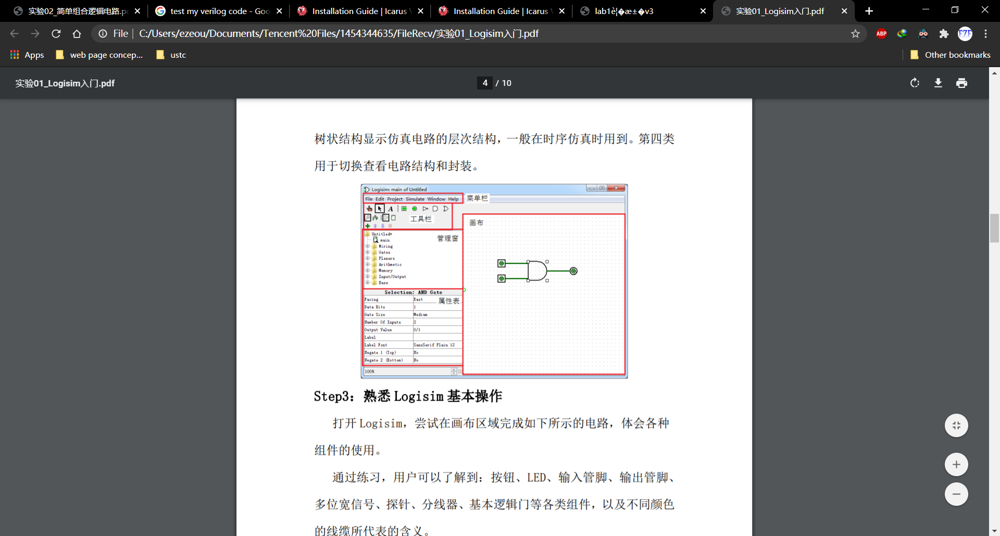 实验02_简单组合逻辑电路.p
test my verilog code - Goo
Installation Guide | Icarus
Installation Guide | Icarus
lab1è¦�æ±�v3
实验01_Logisim入门.pdf
File
C:/Users/ezeou/Documents/Tencent%20Files/1454344635/FileRecv/实验01_Logisim入门.pdf
ABP
EZE
Apps
web page concep...
ustc
Other bookmarks
实验01_Logisim入门.pdf
4 / 10
树状结构显示仿真电路的层次结构，一般在时序仿真时用到。第四类
用于切换查看电路结构和封装。
Logisim: main of Untitled
File Edit Project Simulate Window Help
菜单栏
A
工具栏
画布
Untitled*
管理窗
main
Wiring
Gates
Plexers
Arithmetic
Memory
Input/Output
Base
0
0
0
Selection: AND Gate
Facing East
属性表
Data Bits 1
Gate Size Medium
Number Of Inputs 2
Output Value 0/1
Label
Label Font SansSerif Plain 12
Negate 1 (Top) No
Negate 2 (Bottom) No
100%
Step3：熟悉 Logisim 基本操作
打开 Logisim，尝试在画布区域完成如下所示的电路，体会各种
组件的使用。
通过练习，用户可以了解到：按钮、LED、输入管脚、输出管脚、
多位宽信号、探针、分线器、基本逻辑门等各类组件，以及不同颜色
的线缆所代表的含义。